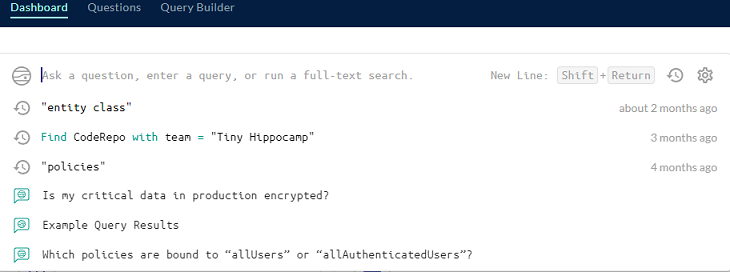 Dashboard Questions Query Builder
Ask a question, enter a query, or run a full-text search. New Line: Shift + Return
"entity class" about 2 months ago
Find CodeRepo with team = "Tiny Hippocamp" 3 months ago
"policies" 4 months ago
Is my critical data in production encrypted?
Example Query Results
Which policies are bound to “allUsers” or “allAuthenticatedUsers”?